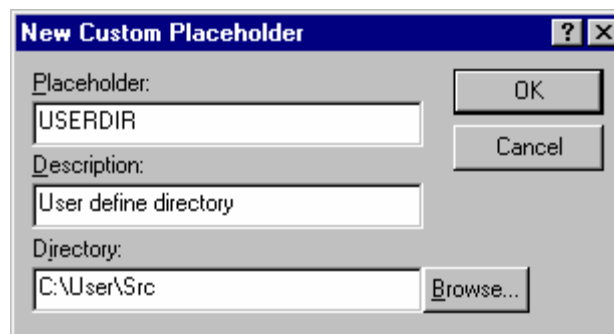 New Custom Placeholder
Placeholder:
USERDIR
OK
Cancel
Description:
User define directory
Directory:
C:\User\Src
Browse...